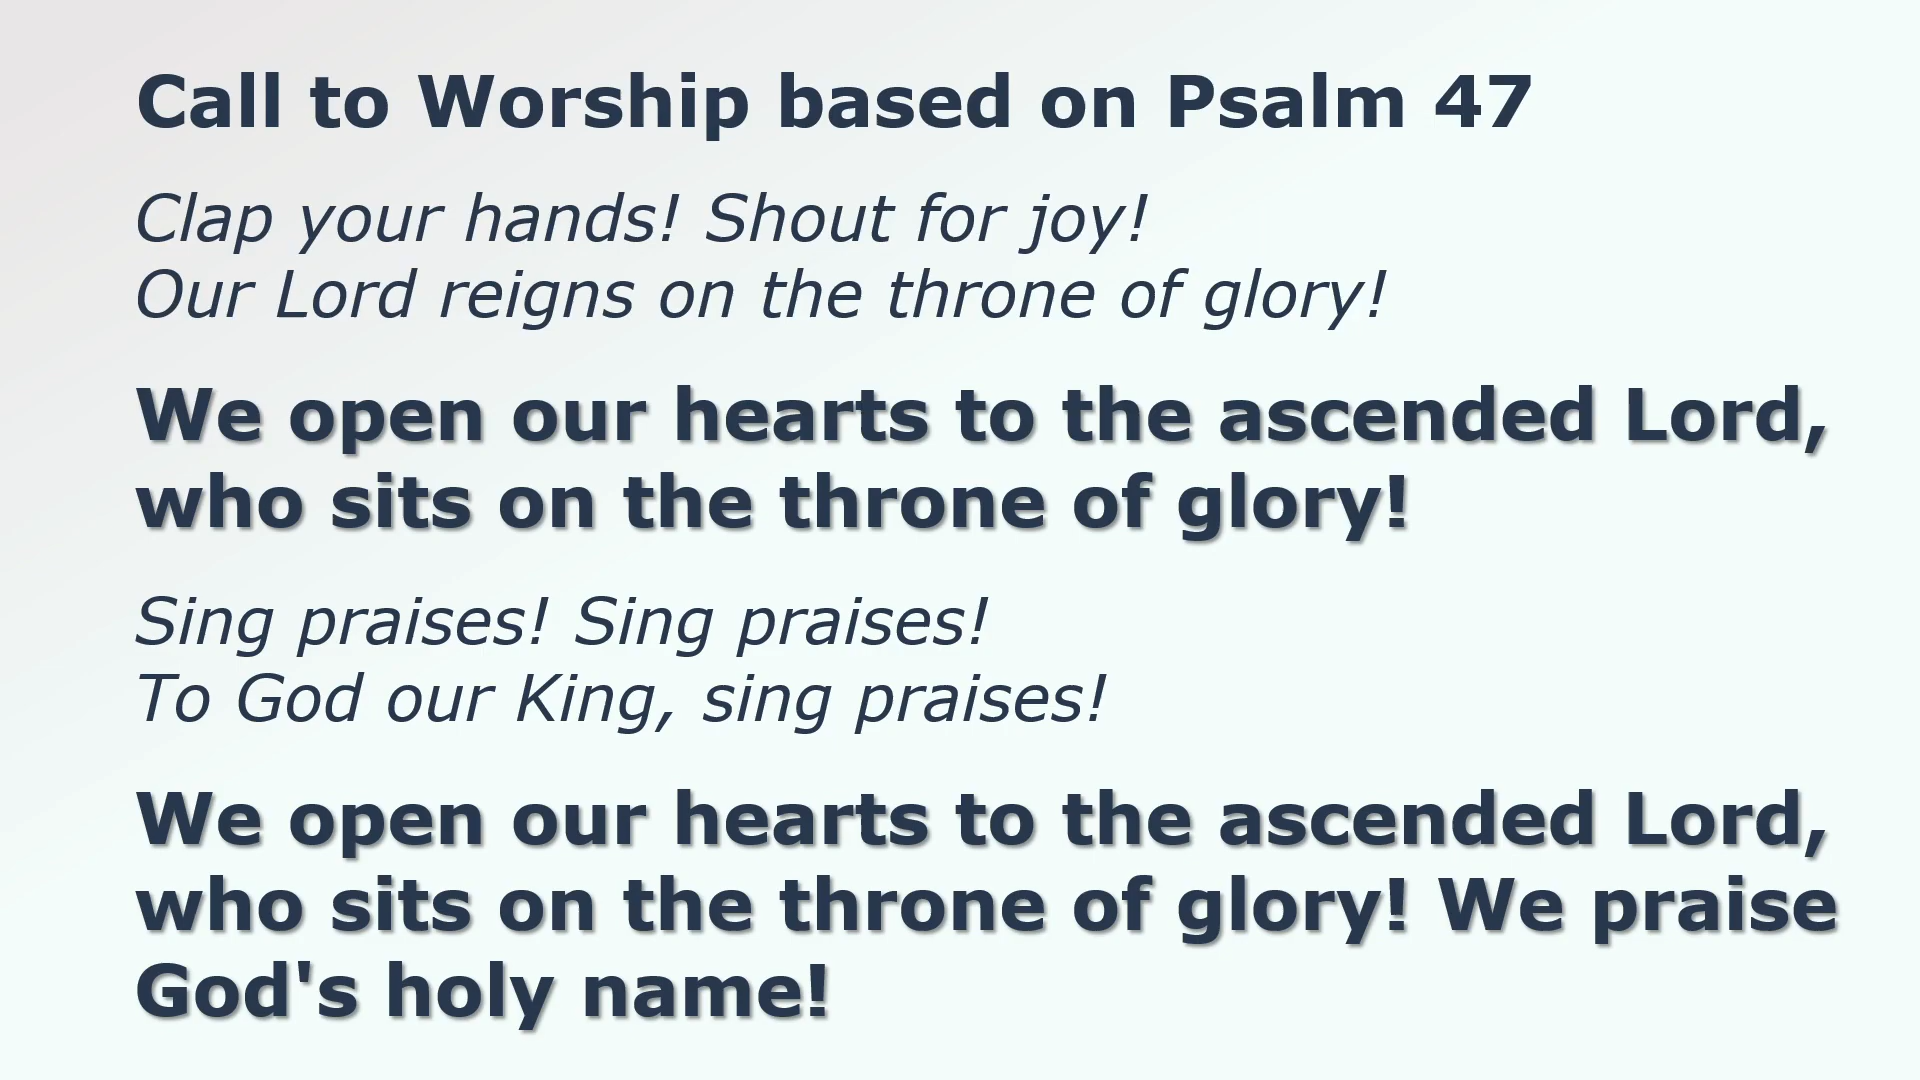 Call to Worship based on Psalm 47
Clap your hands! Shout for joy!
Our Lord reigns on the throne of glory!
We open our hearts to the ascended Lord,
who sits on the throne of glory!
Sing praises! Sing praises!
To God our King, sing praises!
We open our hearts to the ascended Lord,
who sits on the throne of glory! We praise
God's holy name!